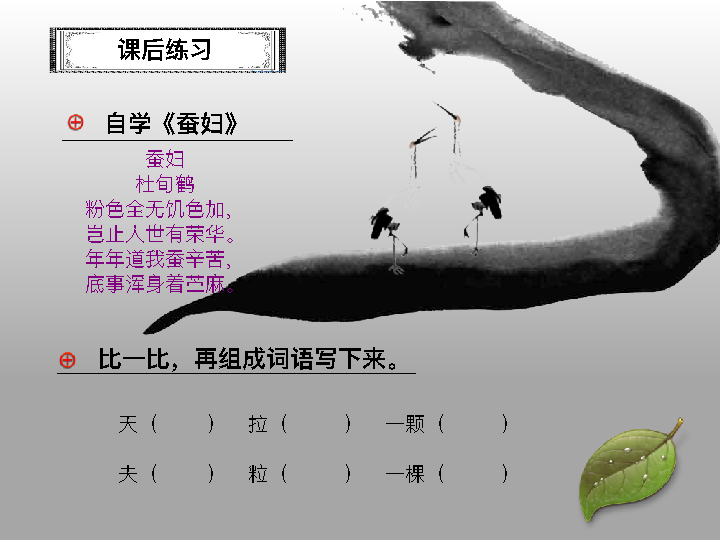 课后练习
自学《蚕妇》
蚕妇
杜旬鹤
粉色全无饥色加，
岂止人世有荣华。
年年道我蚕辛苦，
底事浑身着苎麻。
比一比，再组成词语写下来。
天（ ） 拉（ ） 一颗（ ）
夫（ ） 粒（ ） 一棵（ ）